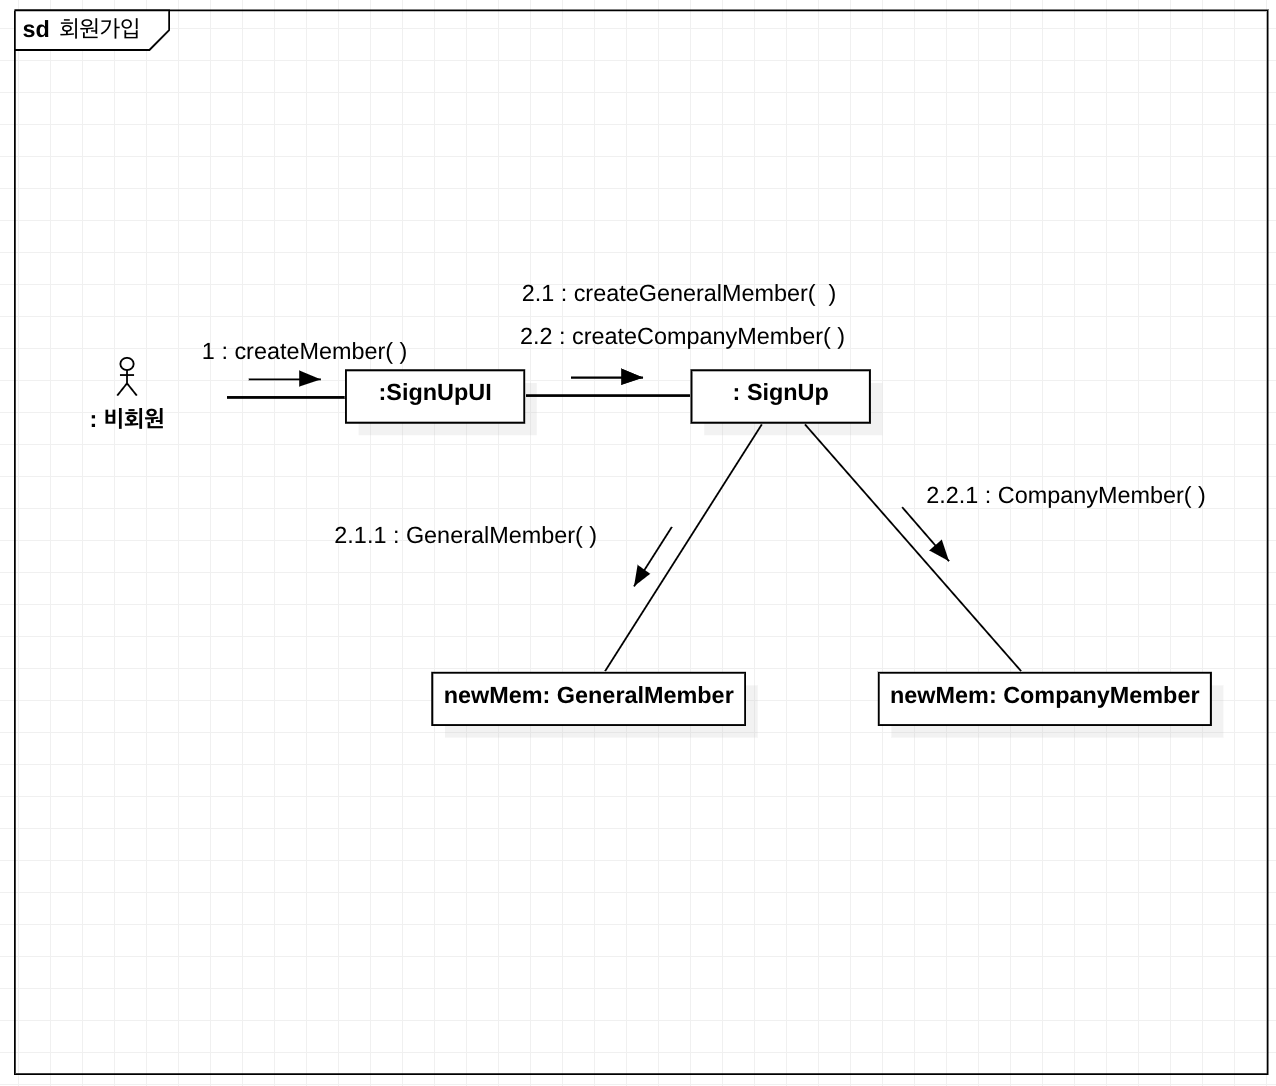 sd 회원가입
2.1 : createGeneralMember(  )
2.2 : createCompanyMember( )
1 : createMember( )
:SignUpUI
: SignUp
: 비회원
2.2.1 : CompanyMember( )
2.1.1 : GeneralMember( )
newMem: GeneralMember
newMem: CompanyMember